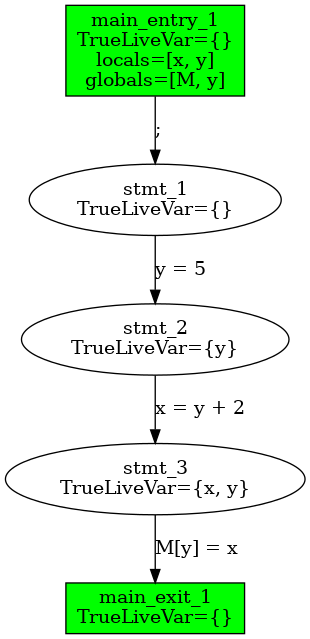 main_entry_1
TrueLiveVar={}
locals=[x, y]
globals=[M, y]
;
stmt_1
TrueLiveVar={}
y = 5
stmt_2
TrueLiveVar={y}
x = y + 2
stmt_3
TrueLiveVar={x, y}
M[y] = x
main_exit_1
TrueLiveVar={}